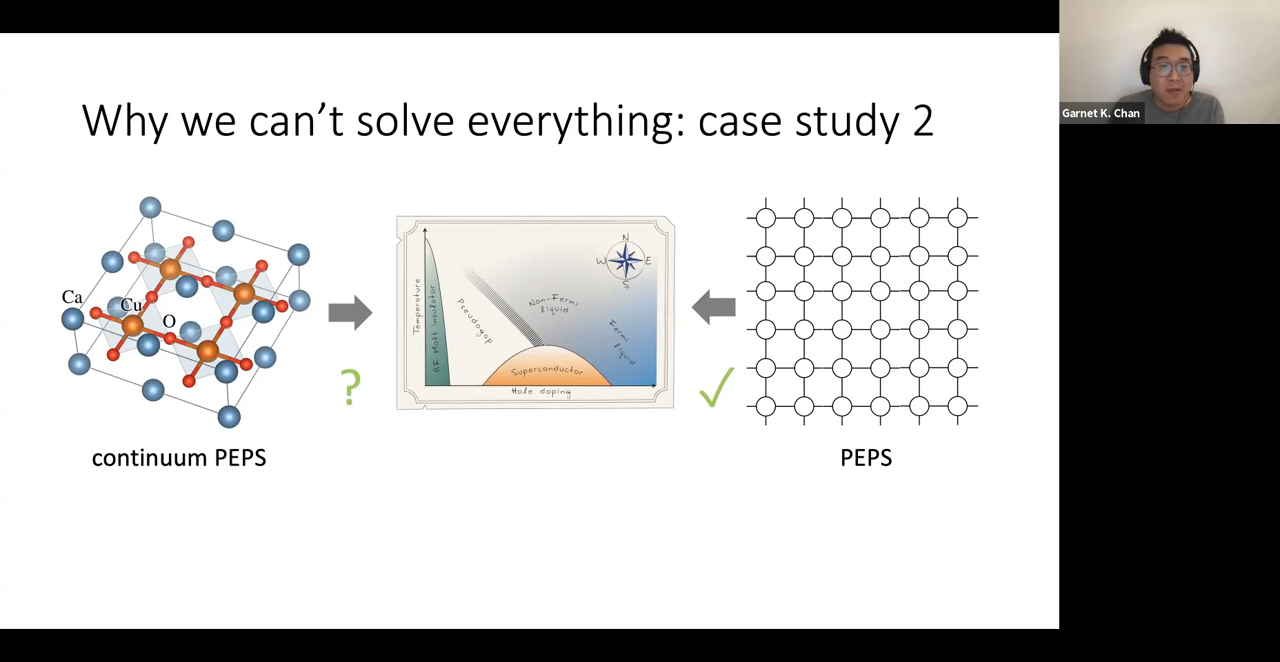 Why we can't solve everything: case study 2
Garnet K. Chan
Ca
Cu
O
?
Temperature
AF Mott insulator
Pseudogap
Non-Fermi
liquid
Fermi
liquid
Superconductor
Hole doping
N
W
E
S
✓
continuum PEPS
PEPS